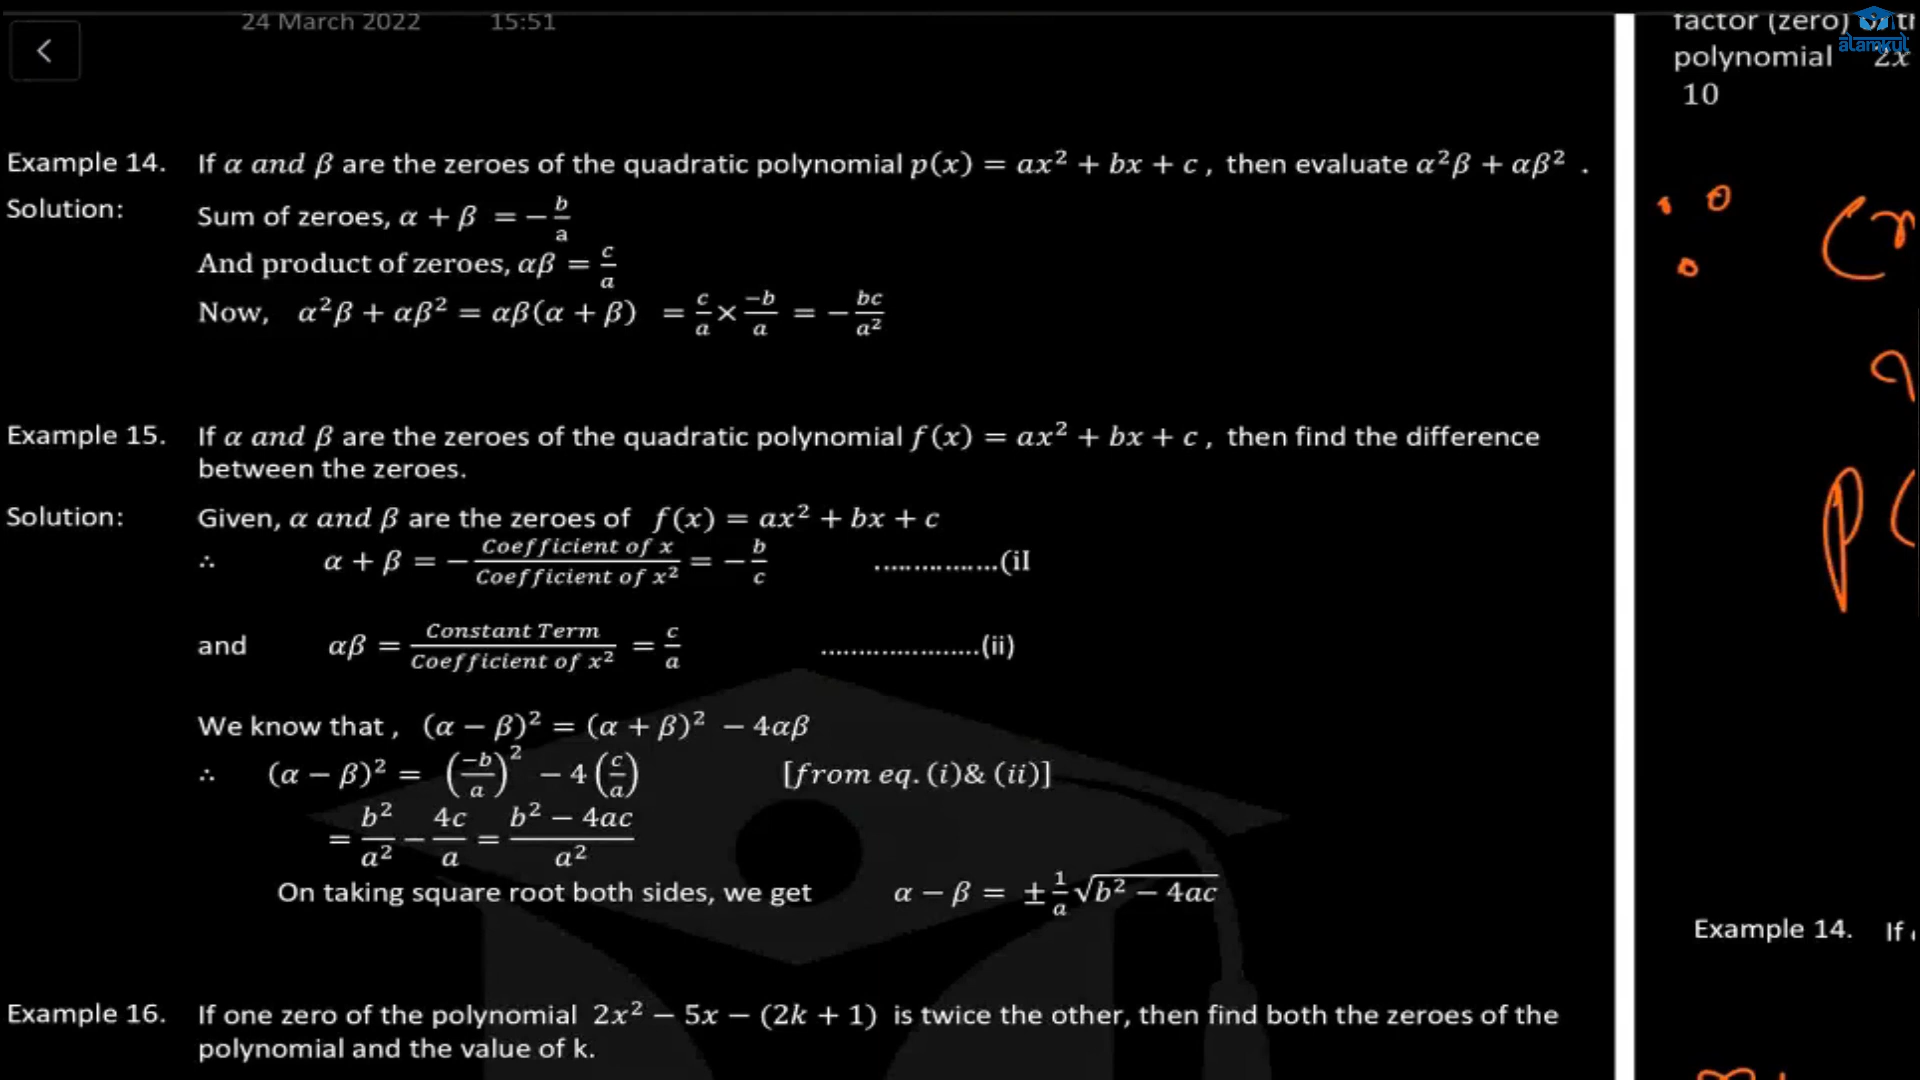 24 March 2022 15:51
alamkul
factor (zero)
polynomial 2x
10
Example 14. If α and β are the zeroes of the quadratic polynomial p(x) = ax² + bx + c , then evaluate α²β + αβ² .
Solution: Sum of zeroes, α + β = −b/a
And product of zeroes, αβ = c/a
Now, α²β + αβ² = αβ(α + β) = c/a × −b/a = − bc/a²
Example 15. If α and β are the zeroes of the quadratic polynomial f(x) = ax² + bx + c , then find the difference
between the zeroes.
Solution: Given, α and β are the zeroes of f(x) = ax² + bx + c
∴ α + β = − Coefficient of x/Coefficient of x² = − b/c ...............(iI
and αβ = Constant Term/Coefficient of x² = c/a .....................(ii)
We know that , (α − β)² = (α + β)² − 4αβ
∴ (α − β)² = (−b/a)² − 4(c/a) [from eq. (i)& (ii)]
= b²/a² − 4c/a = b² − 4ac/a²
On taking square root both sides, we get α − β = ± 1/a √b² − 4ac
Example 16. If one zero of the polynomial 2x² − 5x − (2k + 1) is twice the other, then find both the zeroes of the
polynomial and the value of k.
p(
Example 14. If